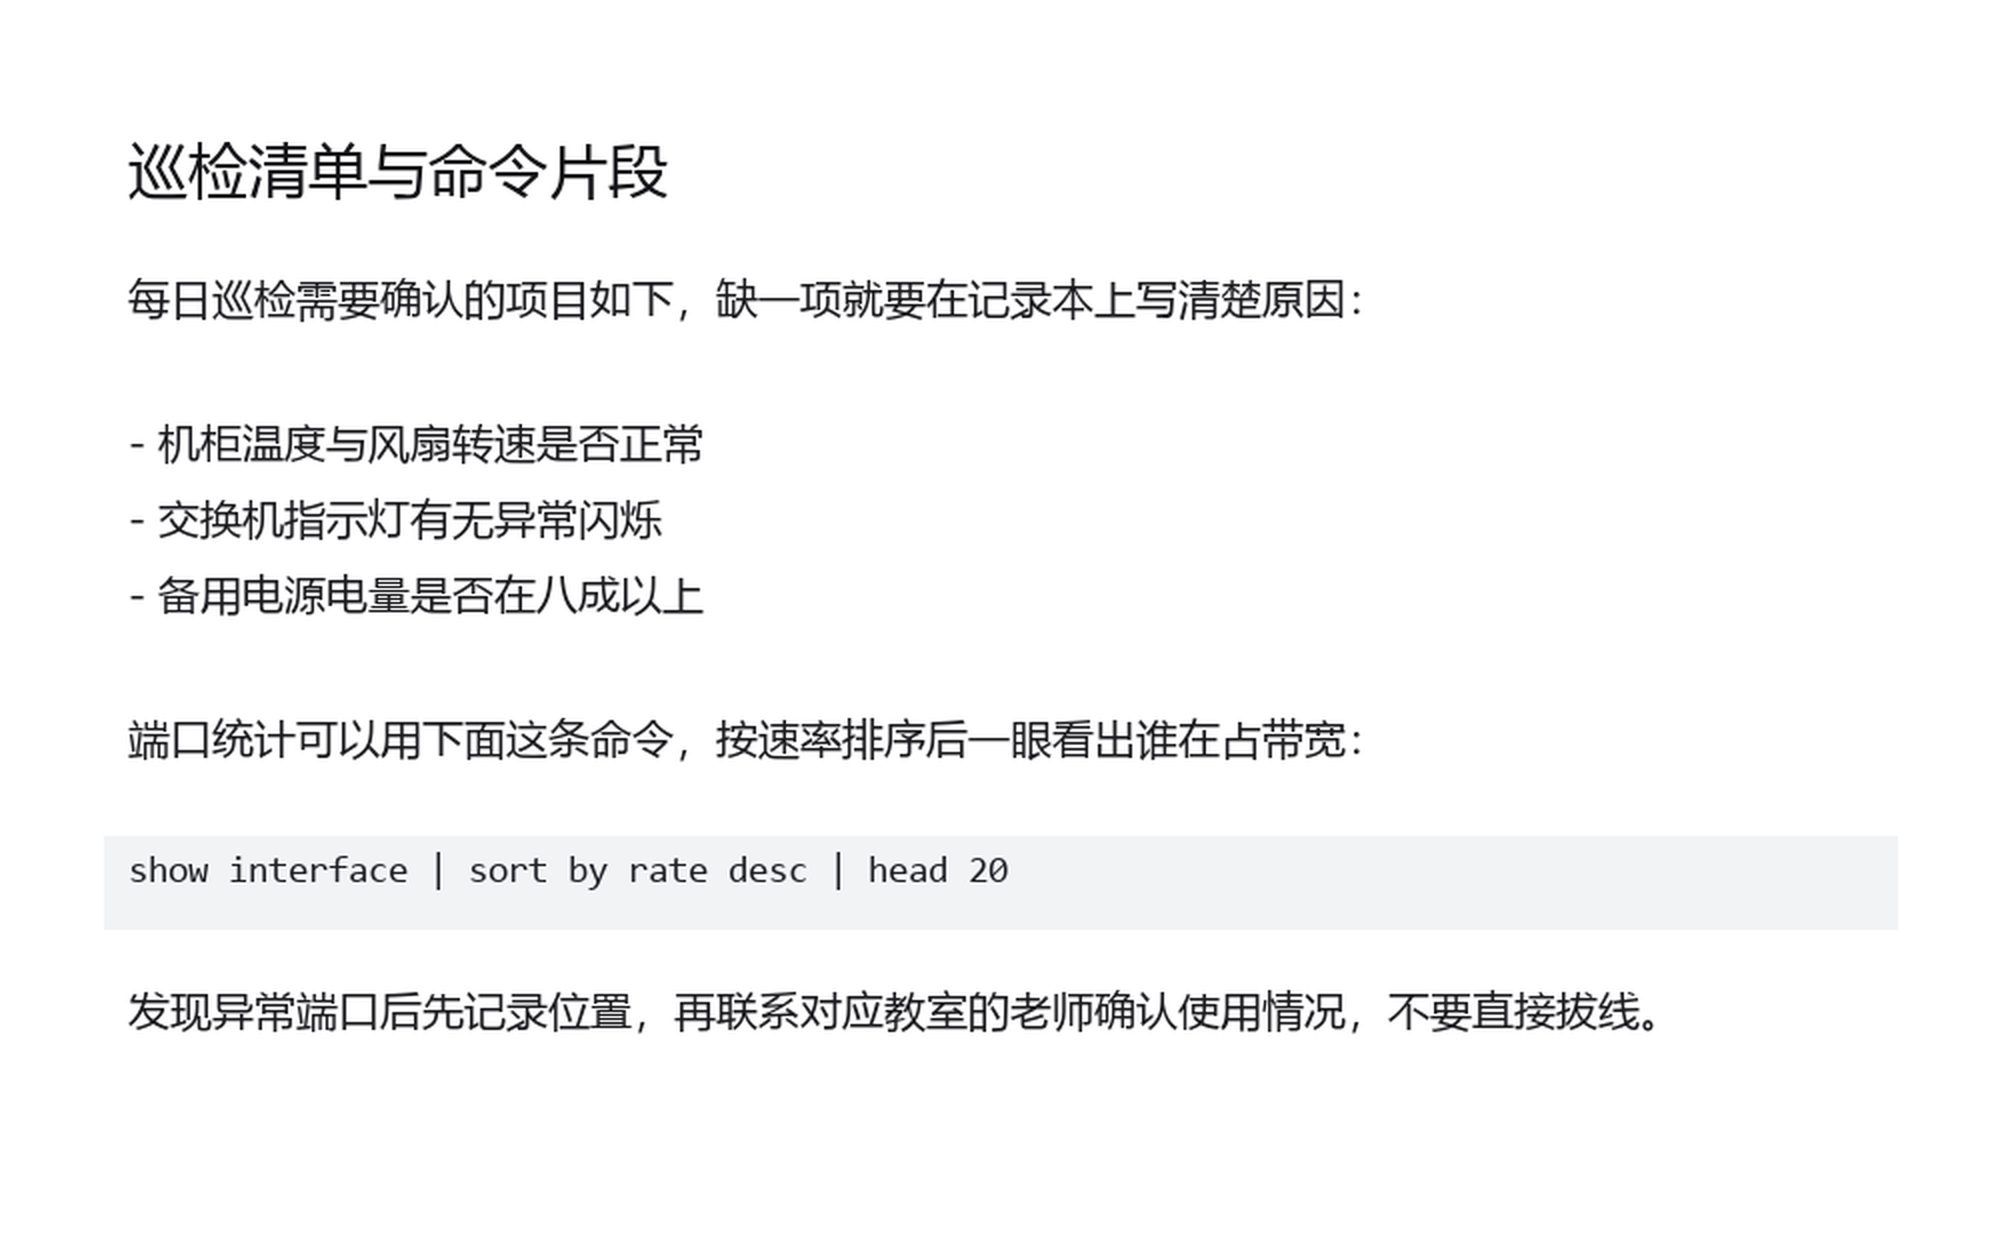 巡检清单与命令片段
每日巡检需要确认的项目如下，缺一项就要在记录本上写清楚原因：
- 机柜温度与风扇转速是否正常
- 交换机指示灯有无异常闪烁
- 备用电源电量是否在八成以上
端口统计可以用下面这条命令，按速率排序后一眼看出谁在占带宽：
show interface | sort by rate desc | head 20
发现异常端口后先记录位置，再联系对应教室的老师确认使用情况，不要直接拔线。